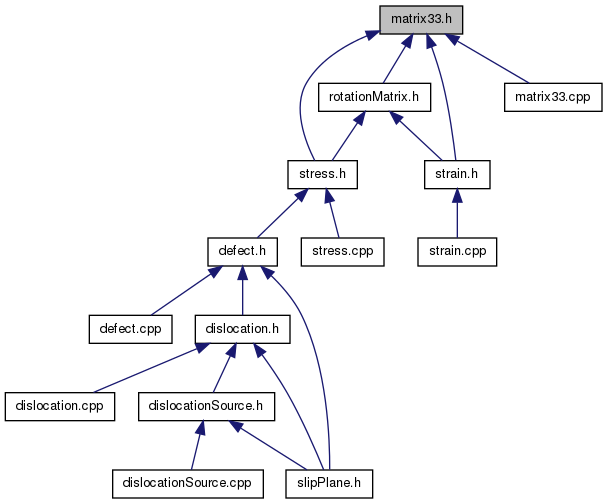 matrix33.h
rotationMatrix.h
matrix33.cpp
stress.h
strain.h
defect.h
stress.cpp
strain.cpp
defect.cpp
dislocation.h
dislocation.cpp
dislocationSource.h
dislocationSource.cpp
slipPlane.h